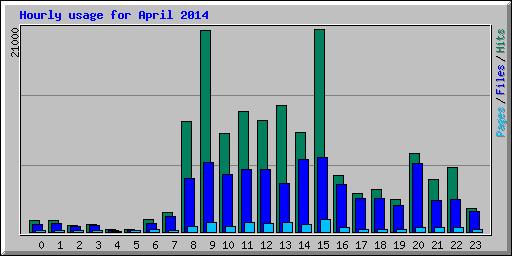 Hourly usage for April 2014
21000
Pages / Files / Hits
0 1 2 3 4 5 6 7 8 9 10 11 12 13 14 15 16 17 18 19 20 21 22 23